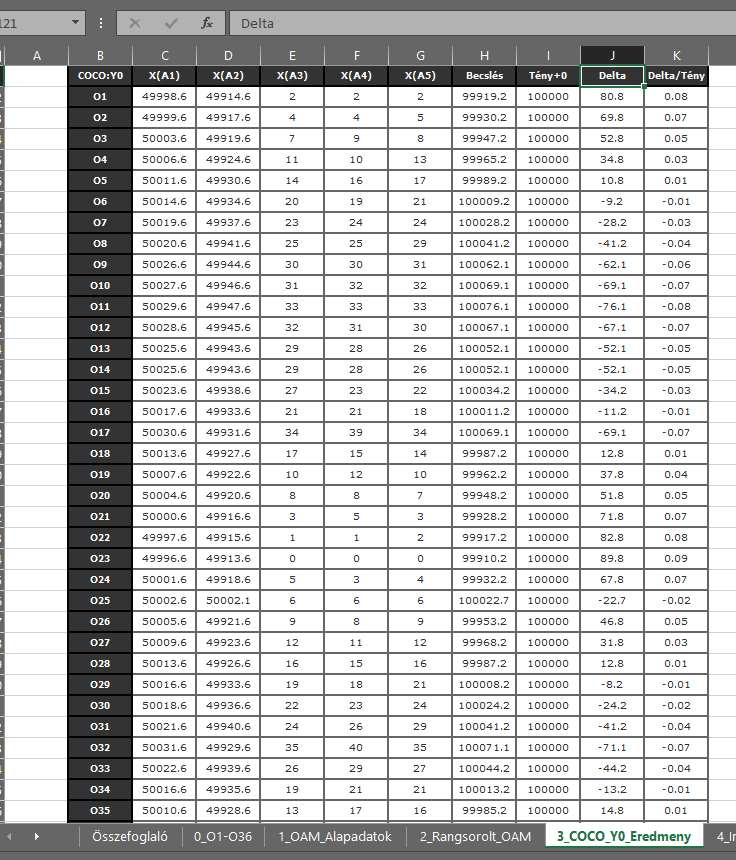 121 fx Delta
A B C D E F G H I J K
COCO:Y0 X(A1) X(A2) X(A3) X(A4) X(A5) Becslés Tény+0 Delta Delta/Tény
O1 49998.6 49914.6 2 2 2 99919.2 100000 80.8 0.08
O2 49999.6 49917.6 4 4 5 99930.2 100000 69.8 0.07
O3 50003.6 49919.6 7 9 8 99947.2 100000 52.8 0.05
O4 50006.6 49924.6 11 10 13 99965.2 100000 34.8 0.03
O5 50011.6 49930.6 14 16 17 99989.2 100000 10.8 0.01
O6 50014.6 49934.6 20 19 21 100009.2 100000 -9.2 -0.01
O7 50019.6 49937.6 23 24 24 100028.2 100000 -28.2 -0.03
O8 50020.6 49941.6 25 25 29 100041.2 100000 -41.2 -0.04
O9 50026.6 49944.6 30 30 31 100062.1 100000 -62.1 -0.06
O10 50027.6 49946.6 31 32 32 100069.1 100000 -69.1 -0.07
O11 50029.6 49947.6 33 33 33 100076.1 100000 -76.1 -0.08
O12 50028.6 49945.6 32 31 30 100067.1 100000 -67.1 -0.07
O13 50025.6 49943.6 29 28 26 100052.1 100000 -52.1 -0.05
O14 50025.6 49943.6 29 28 26 100052.1 100000 -52.1 -0.05
O15 50023.6 49938.6 27 23 22 100034.2 100000 -34.2 -0.03
O16 50017.6 49933.6 21 21 18 100011.2 100000 -11.2 -0.01
O17 50030.6 49931.6 34 39 34 100069.1 100000 -69.1 -0.07
O18 50013.6 49927.6 17 15 14 99987.2 100000 12.8 0.01
O19 50007.6 49922.6 10 12 10 99962.2 100000 37.8 0.04
O20 50004.6 49920.6 8 8 7 99948.2 100000 51.8 0.05
O21 50000.6 49916.6 3 5 3 99928.2 100000 71.8 0.07
O22 49997.6 49915.6 1 1 2 99917.2 100000 82.8 0.08
O23 49996.6 49913.6 0 0 0 99910.2 100000 89.8 0.09
O24 50001.6 49918.6 5 3 4 99932.2 100000 67.8 0.07
O25 50002.6 50002.1 6 6 6 100022.7 100000 -22.7 -0.02
O26 50005.6 49921.6 9 8 9 99953.2 100000 46.8 0.05
O27 50009.6 49923.6 12 11 12 99968.2 100000 31.8 0.03
O28 50013.6 49926.6 16 15 16 99987.2 100000 12.8 0.01
O29 50016.6 49933.6 19 18 21 100008.2 100000 -8.2 -0.01
O30 50018.6 49936.6 22 23 24 100024.2 100000 -24.2 -0.02
O31 50021.6 49940.6 24 26 29 100041.2 100000 -41.2 -0.04
O32 50031.6 49929.6 35 40 35 100071.1 100000 -71.1 -0.07
O33 50022.6 49939.6 26 29 27 100044.2 100000 -44.2 -0.04
O34 50016.6 49935.6 19 21 21 100013.2 100000 -13.2 -0.01
O35 50010.6 49928.6 13 17 16 99985.2 100000 14.8 0.01
Összefoglaló 0_O1-O36 1_OAM_Alapadatok 2_Rangsorolt_OAM 3_COCO_Y0_Eredmeny